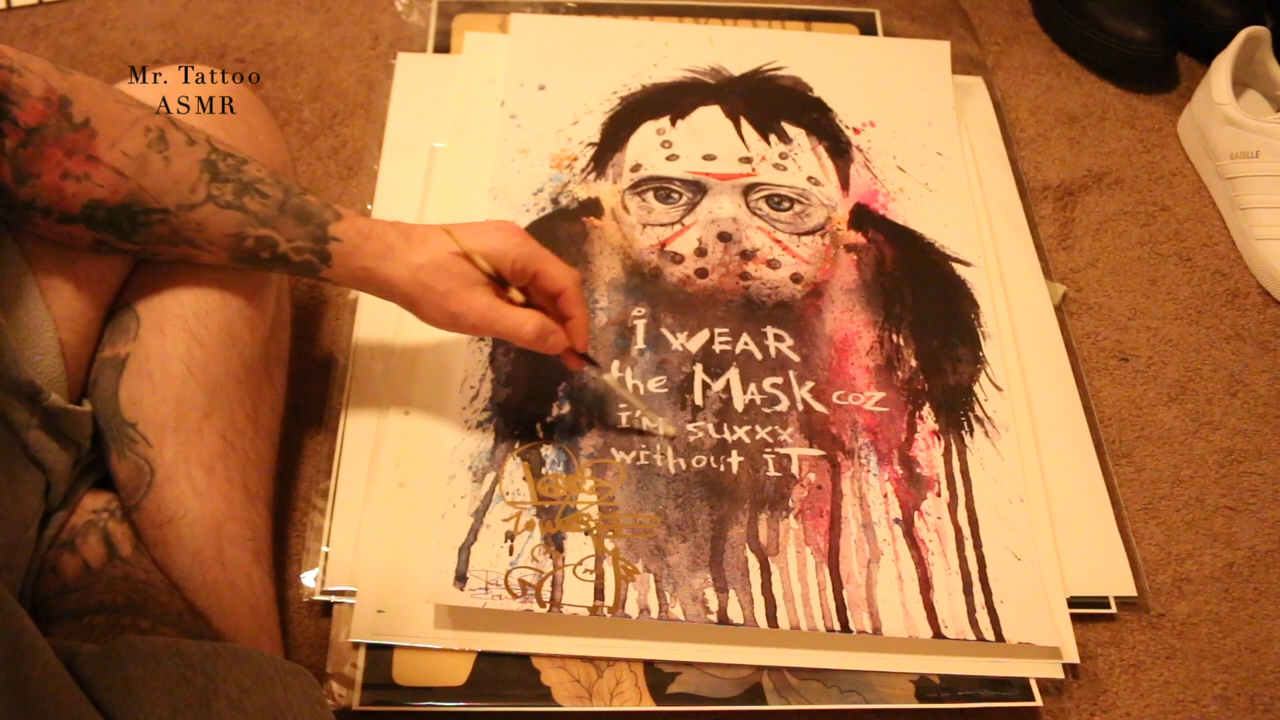 Mr. Tattoo
ASMR
GAZELLE
i WEAR
the MASK COZ
i'M suxxx
without iT.